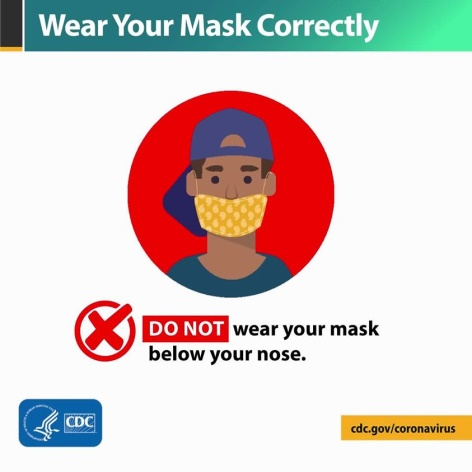 Wear Your Mask Correctly
DO NOT wear your mask
below your nose.
CDC
cdc.gov/coronavirus